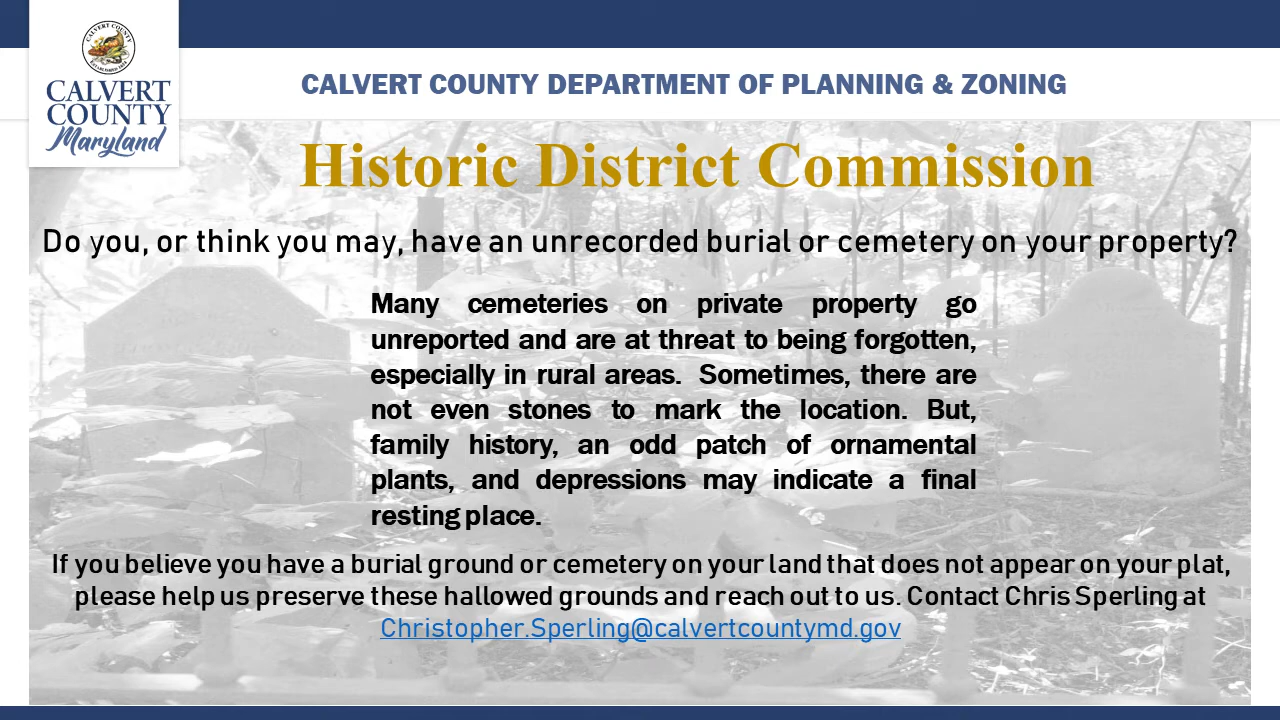 CALVERT COUNTY
ESTABLISHED 1654
CALVERT
COUNTY
Maryland
CALVERT COUNTY DEPARTMENT OF PLANNING & ZONING
Historic District Commission
Do you, or think you may, have an unrecorded burial or cemetery on your property?
Many cemeteries on private property go
unreported and are at threat to being forgotten,
especially in rural areas. Sometimes, there are
not even stones to mark the location. But,
family history, an odd patch of ornamental
plants, and depressions may indicate a final
resting place.
If you believe you have a burial ground or cemetery on your land that does not appear on your plat,
please help us preserve these hallowed grounds and reach out to us. Contact Chris Sperling at
Christopher.Sperling@calvertcountymd.gov